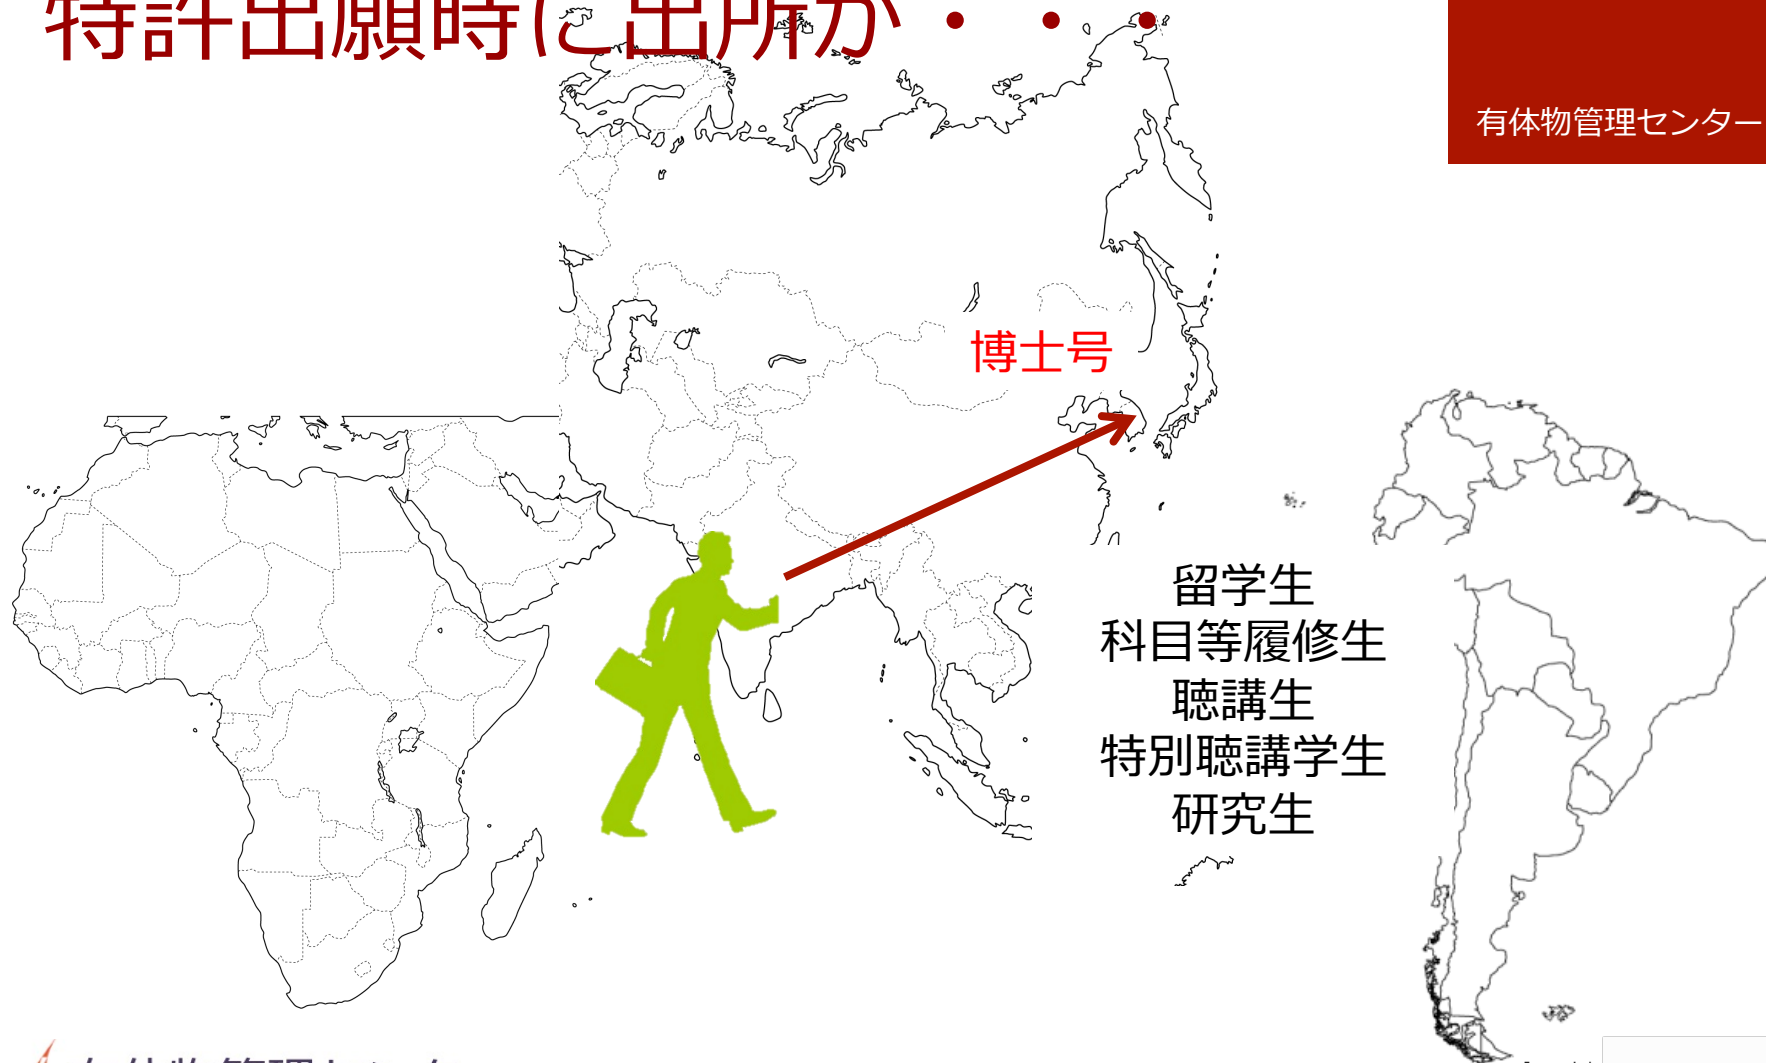 特許出願時に出所が・・・
有体物管理センター
博士号
留学生
科目等履修生
聴講生
特別聴講学生
研究生